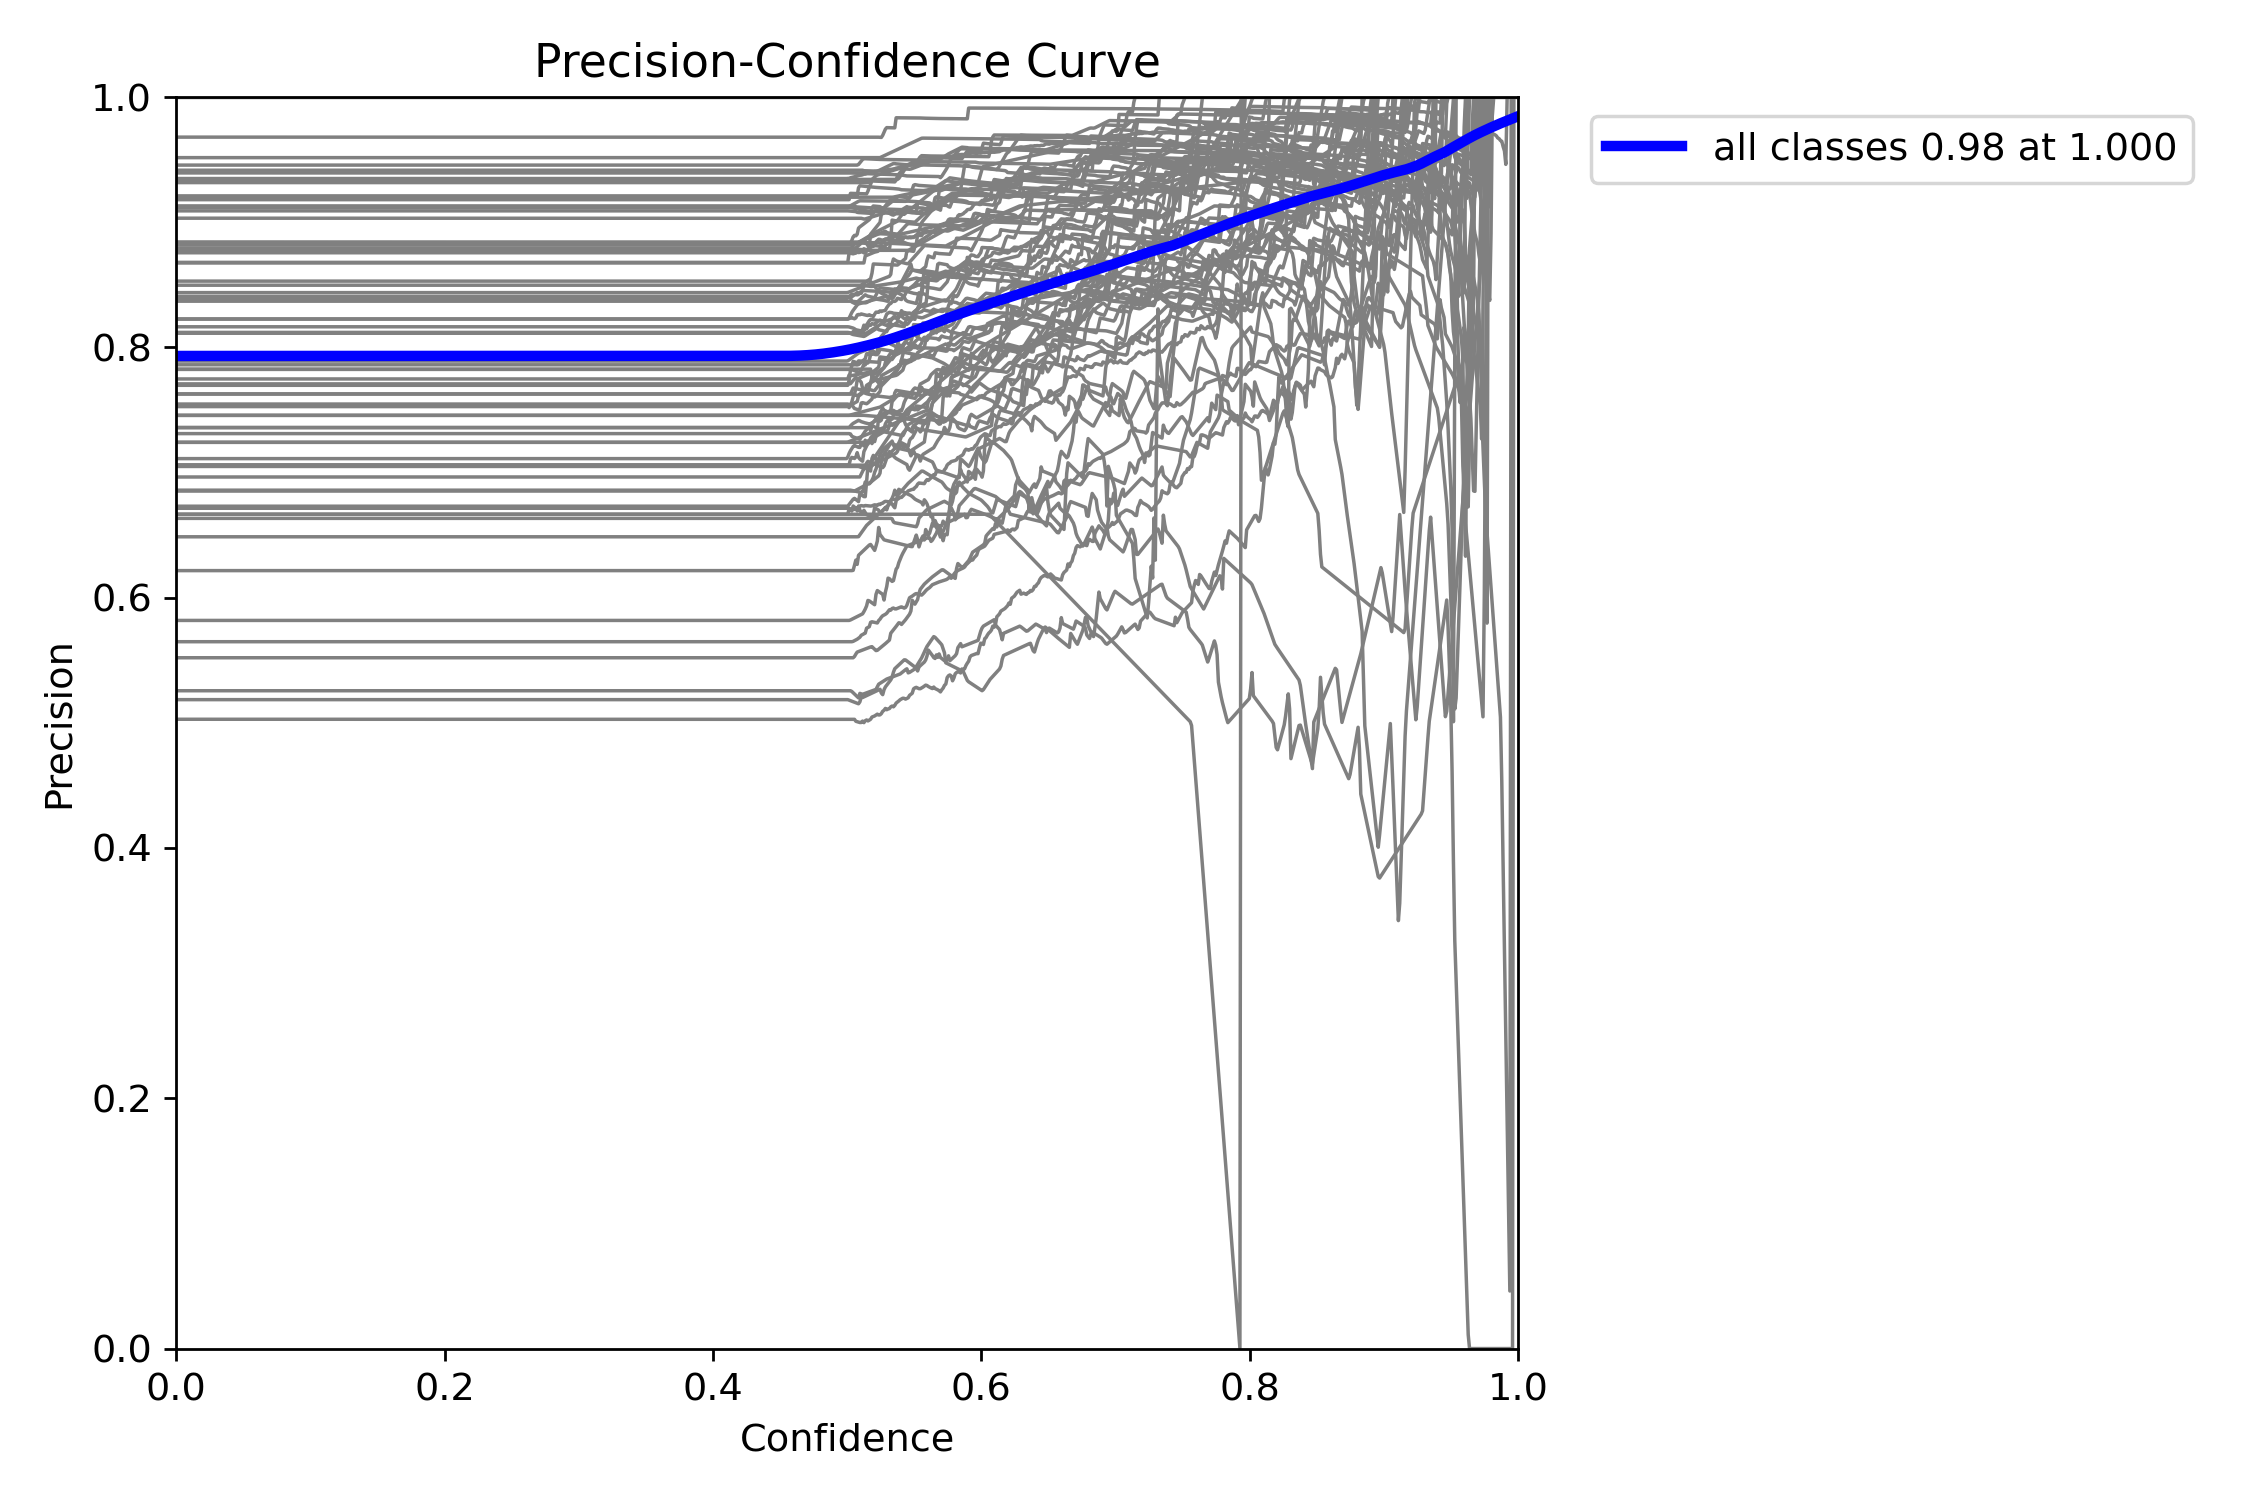 Precision-Confidence Curve
all classes 0.98 at 1.000
Precision
1.0
0.8
0.6
0.4
0.2
0.0
0.0 0.2 0.4 0.6 0.8 1.0
Confidence